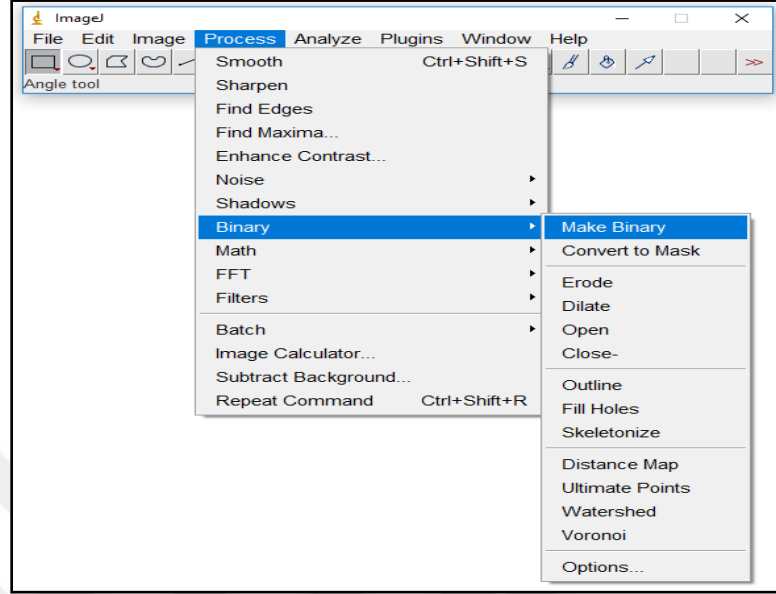 ImageJ
File Edit Image Process Analyze Plugins Window Help
Angle tool
Smooth Ctrl+Shift+S
Sharpen
Find Edges
Find Maxima...
Enhance Contrast...
Noise
Shadows
Binary
Math
FFT
Filters
Batch
Image Calculator...
Subtract Background...
Repeat Command Ctrl+Shift+R
Make Binary
Convert to Mask
Erode
Dilate
Open
Close-
Outline
Fill Holes
Skeletonize
Distance Map
Ultimate Points
Watershed
Voronoi
Options...